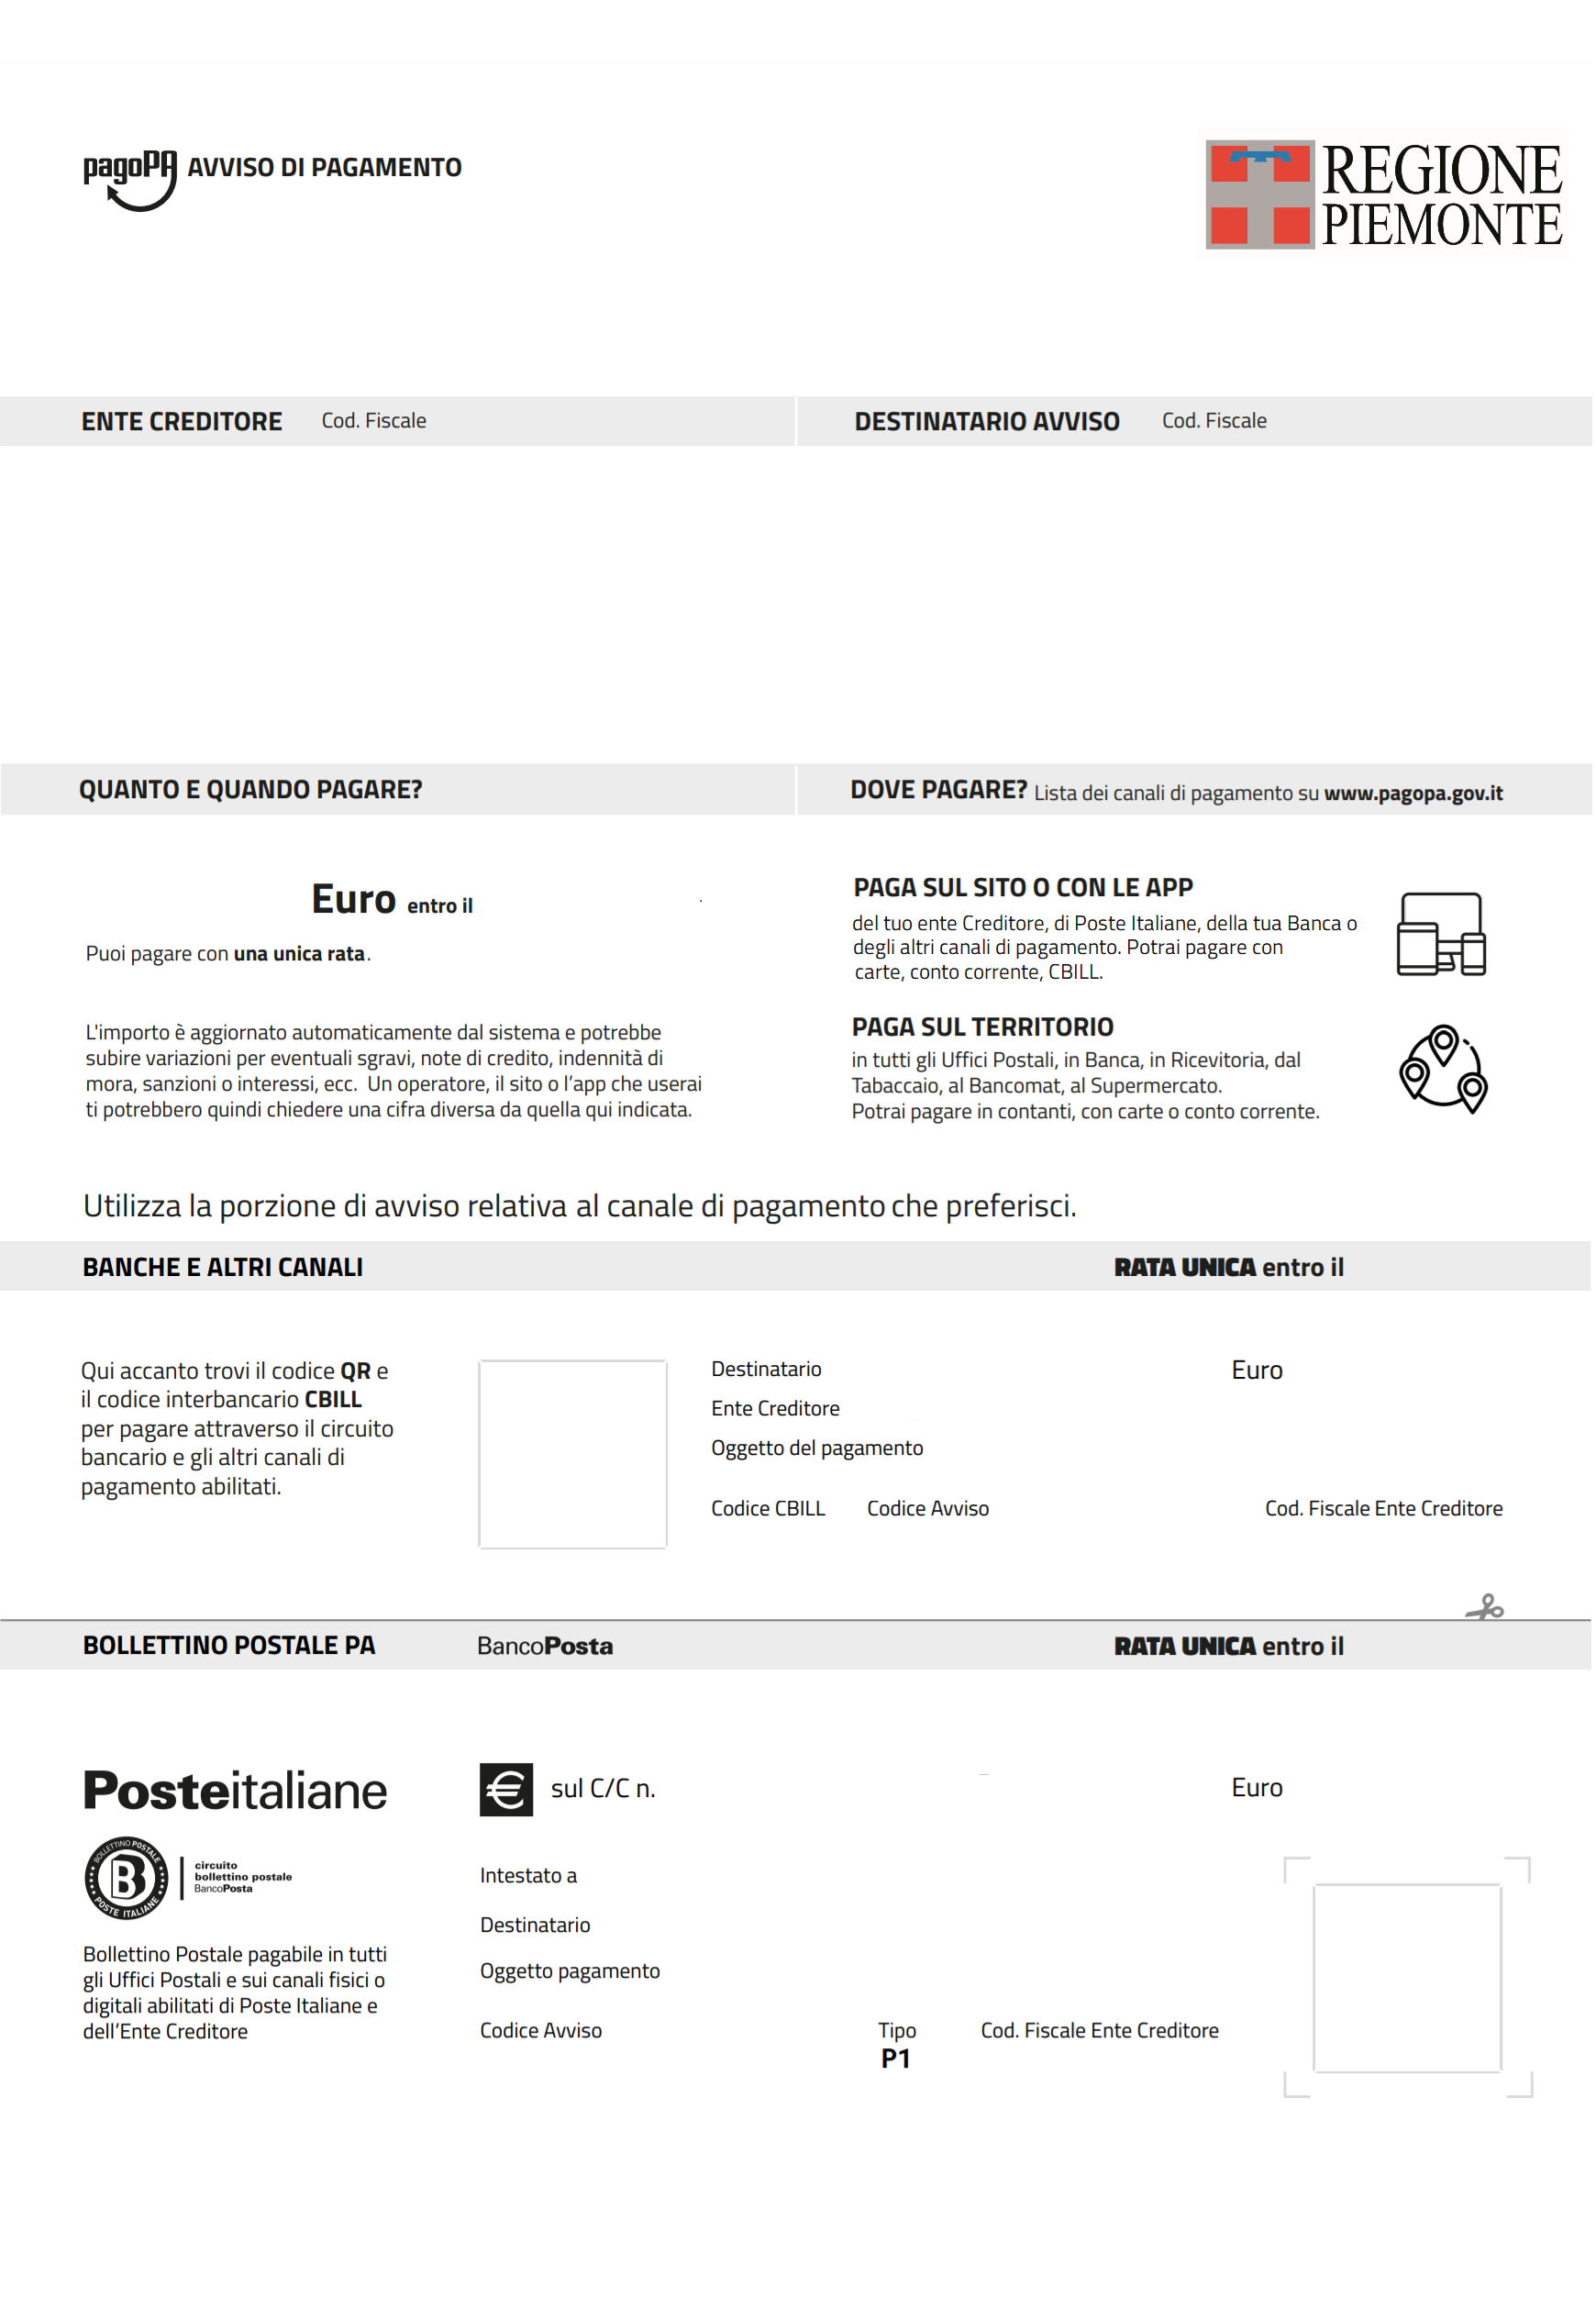 pagoPA AVVISO DI PAGAMENTO
REGIONE
PIEMONTE
ENTE CREDITORE Cod. Fiscale
DESTINATARIO AVVISO Cod. Fiscale
QUANTO E QUANDO PAGARE?
Euro entro il
Puoi pagare con una unica rata.
L'importo è aggiornato automaticamente dal sistema e potrebbe
subire variazioni per eventuali sgravi, note di credito, indennità di
mora, sanzioni o interessi, ecc. Un operatore, il sito o l’app che userai
ti potrebbero quindi chiedere una cifra diversa da quella qui indicata.
DOVE PAGARE? Lista dei canali di pagamento su www.pagopa.gov.it
PAGA SUL SITO O CON LE APP
del tuo ente Creditore, di Poste Italiane, della tua Banca o
degli altri canali di pagamento. Potrai pagare con
carte, conto corrente, CBILL.
PAGA SUL TERRITORIO
in tutti gli Uffici Postali, in Banca, in Ricevitoria, dal
Tabaccaio, al Bancomat, al Supermercato.
Potrai pagare in contanti, con carte o conto corrente.
Utilizza la porzione di avviso relativa al canale di pagamento che preferisci.
BANCHE E ALTRI CANALI
RATA UNICA entro il
Qui accanto trovi il codice QR e
il codice interbancario CBILL
per pagare attraverso il circuito
bancario e gli altri canali di
pagamento abilitati.
Destinatario
Euro
Ente Creditore
Oggetto del pagamento
Codice CBILL Codice Avviso Cod. Fiscale Ente Creditore
BOLLETTINO POSTALE PA BancoPosta RATA UNICA entro il
Posteitaliane
BOLLETTINO POSTALE
B
POSTE ITALIANE
circuito
bollettino postale
BancoPosta
Bollettino Postale pagabile in tutti
gli Uffici Postali e sui canali fisici o
digitali abilitati di Poste Italiane e
dell’Ente Creditore
€ sul C/C n. Euro
Intestato a
Destinatario
Oggetto pagamento
Codice Avviso Tipo Cod. Fiscale Ente Creditore
P1